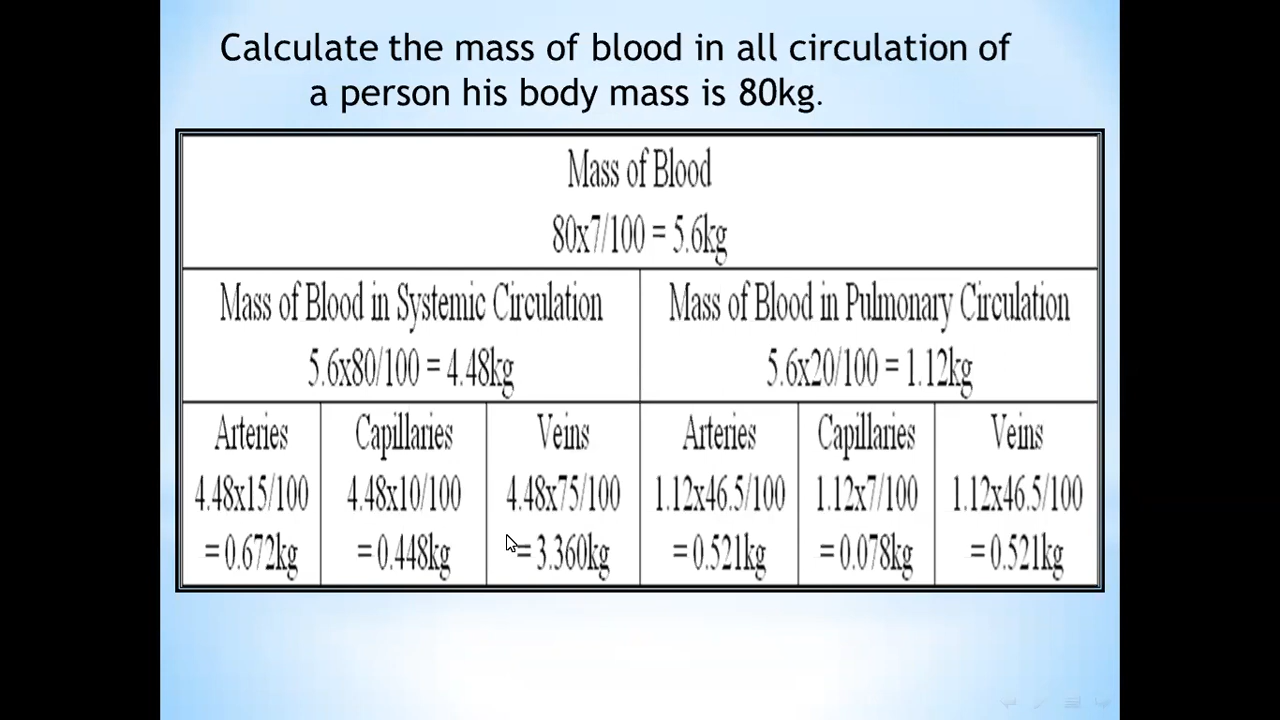 Calculate the mass of blood in all circulation of
a person his body mass is 80kg.
Mass of Blood
80x7/100 = 5.6kg
Mass of Blood in Systemic Circulation
5.6x80/100 = 4.48kg
Mass of Blood in Pulmonary Circulation
5.6x20/100 = 1.12kg
Arteries
4.48x15/100
=0.672kg
Capillaries
4.48x10/100
=0.448kg
Veins
4.48x75/100
=3.360kg
Arteries
1.12x46.5/100
=0.521kg
Capillaries
1.12x7/100
=0.078kg
Veins
1.12x46.5/100
=0.521kg